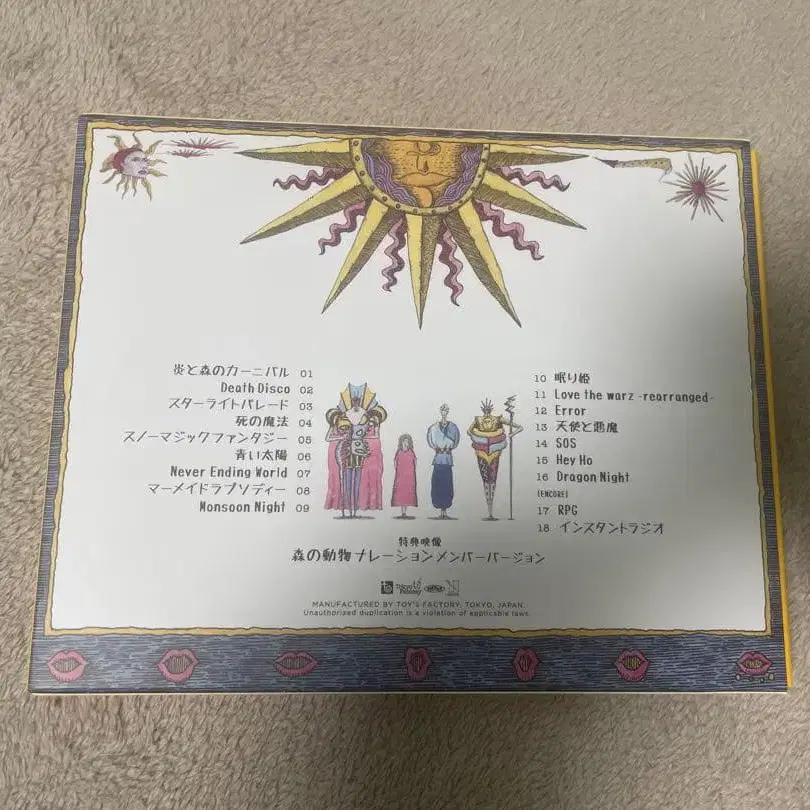 炎と森のカーニバル 01
Death Disco 02
スターライトパレード 03
死の魔法 04
スノーマジックファンタジー 05
青い太陽 06
Never Ending World 07
マーメイドラプソディー 08
Monsoon Night 09
10 眠り姫
11 Love the warz -rearranged-
12 Error
13 天使と悪魔
14 SOS
15 Hey Ho
16 Dragon Night
(ENCORE)
17 RPG
18 インスタントラジオ
特典映像
森の動物ナレーションメンバーバージョン
MANUFACTURED BY TOY'S FACTORY, TOKYO, JAPAN.
Unauthorized duplication is a violation of applicable laws.